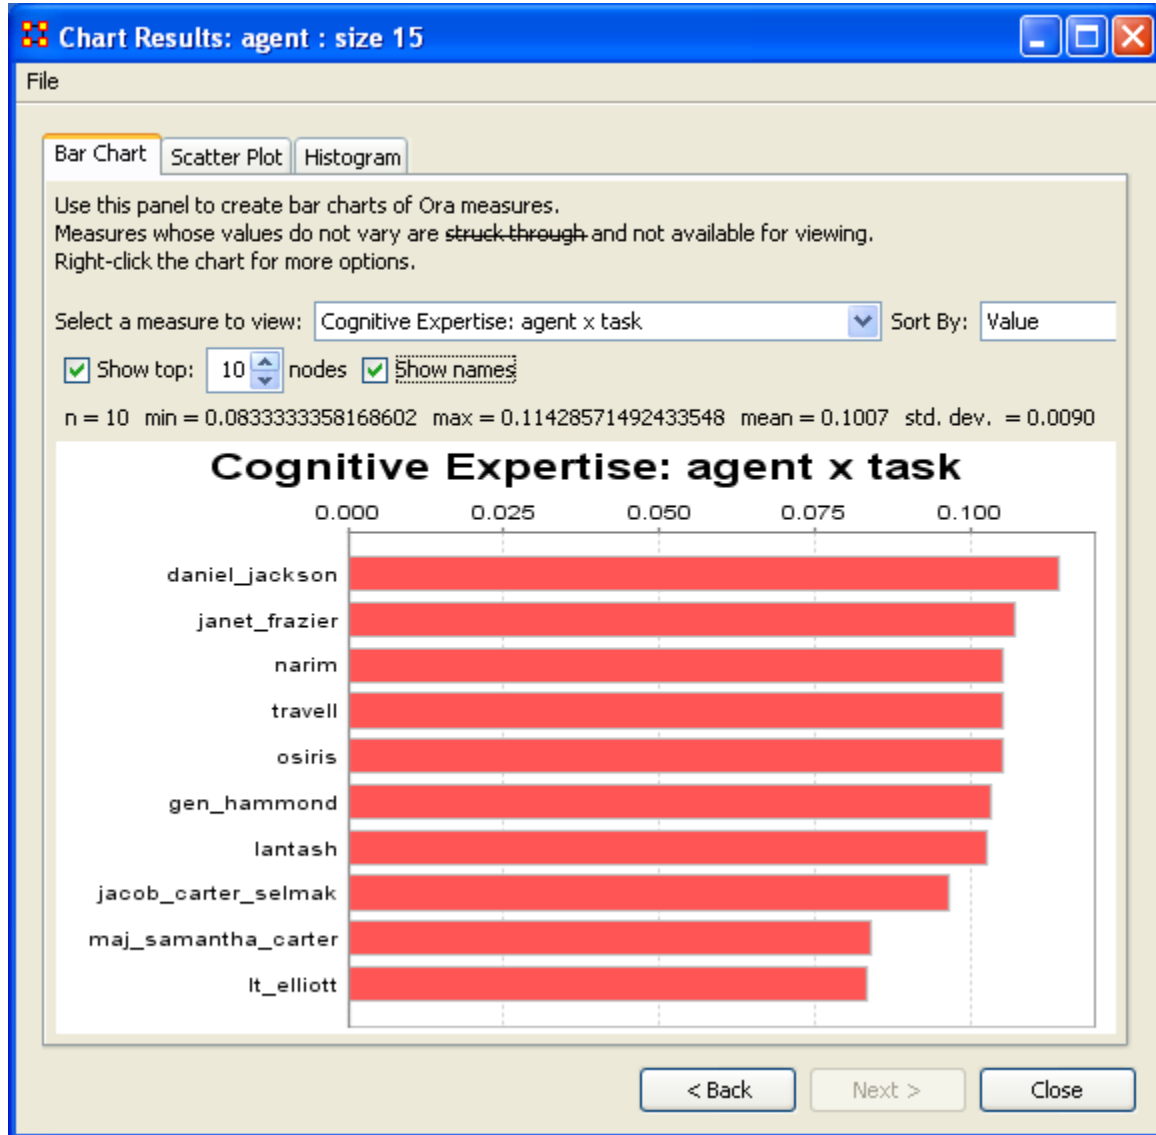 Chart Results: agent : size 15
File
Bar Chart Scatter Plot Histogram
Use this panel to create bar charts of Ora measures.
Measures whose values do not vary are struck through and not available for viewing.
Right-click the chart for more options.
Select a measure to view: Cognitive Expertise: agent x task Sort By: Value
Show top: 10 nodes Show names
n = 10 min = 0.0833333358168602 max = 0.11428571492433548 mean = 0.1007 std. dev. = 0.0090
Cognitive Expertise: agent x task
0.000 0.025 0.050 0.075 0.100
daniel_jackson
janet_frazier
narim
travell
osiris
gen_hammond
lantash
jacob_carter_selmak
maj_samantha_carter
lt_elliott
< Back Next > Close